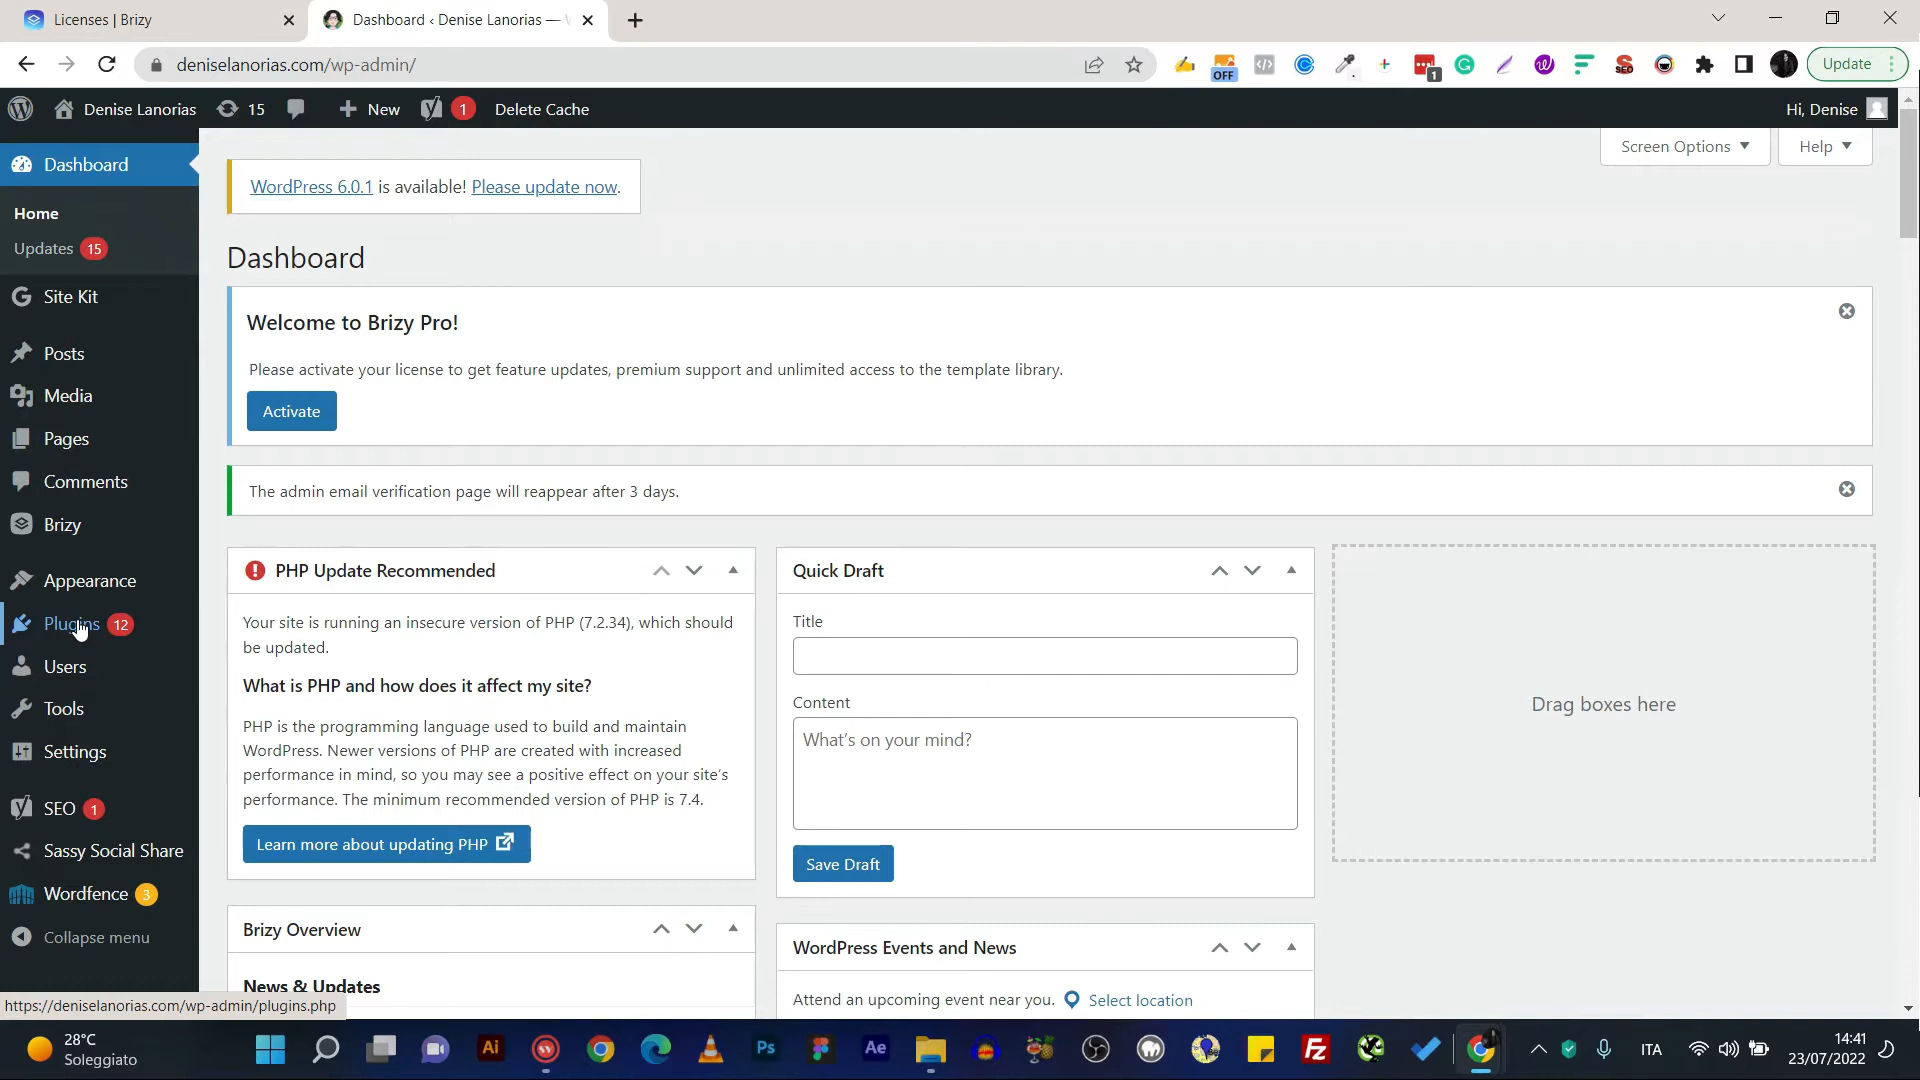 Licenses | Brizy
Dashboard ‹ Denise Lanorias —
deniselanorias.com/wp-admin/
OFF
1
SEO
Update
Denise Lanorias
15
New
1
Delete Cache
Hi, Denise
Dashboard
Home
Updates 15
Site Kit
Posts
Media
Pages
Comments
Brizy
Appearance
Plugins 12
Users
Tools
Settings
SEO 1
Sassy Social Share
Wordfence 3
Collapse menu
Screen Options
Help
WordPress 6.0.1 is available! Please update now.
Dashboard
Welcome to Brizy Pro!
Please activate your license to get feature updates, premium support and unlimited access to the template library.
Activate
The admin email verification page will reappear after 3 days.
PHP Update Recommended
Your site is running an insecure version of PHP (7.2.34), which should
be updated.
What is PHP and how does it affect my site?
PHP is the programming language used to build and maintain
WordPress. Newer versions of PHP are created with increased
performance in mind, so you may see a positive effect on your site's
performance. The minimum recommended version of PHP is 7.4.
Learn more about updating PHP
Brizy Overview
News & Updates
Quick Draft
Title
Content
What's on your mind?
Save Draft
WordPress Events and News
Attend an upcoming event near you. Select location
Drag boxes here
https://deniselanorias.com/wp-admin/plugins.php
28°C
Soleggiato
Ai
Ps
Ae
Fz
ITA
14:41
23/07/2022